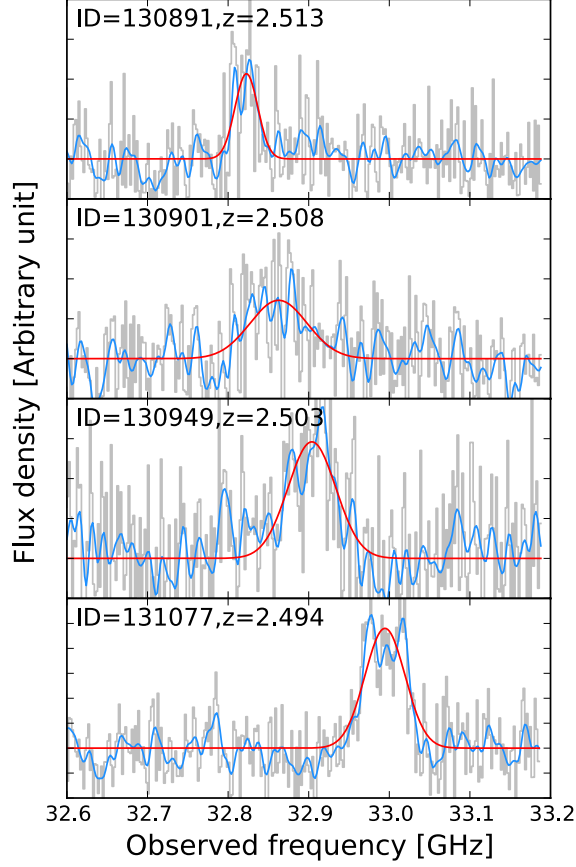 ID=130891,z=2.513
ID=130901,z=2.508
ID=130949,z=2.503
ID=131077,z=2.494
Flux density [Arbitrary unit]
32.6 32.7 32.8 32.9 33.0 33.1 33.2
Observed frequency [GHz]